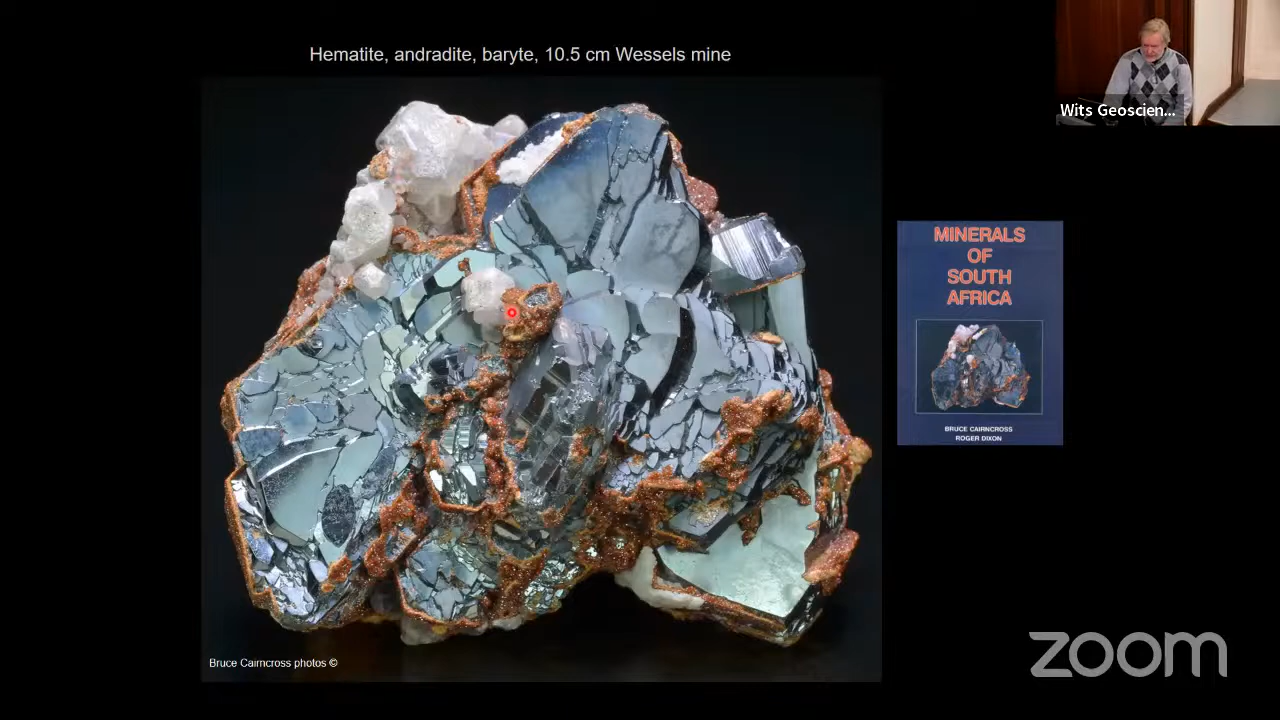 Hematite, andradite, baryte, 10.5 cm Wessels mine
Wits Geoscien...
MINERALS
OF
SOUTH
AFRICA
BRUCE CAIRNCROSS
ROGER DIXON
Bruce Cairncross photos ©
zoom